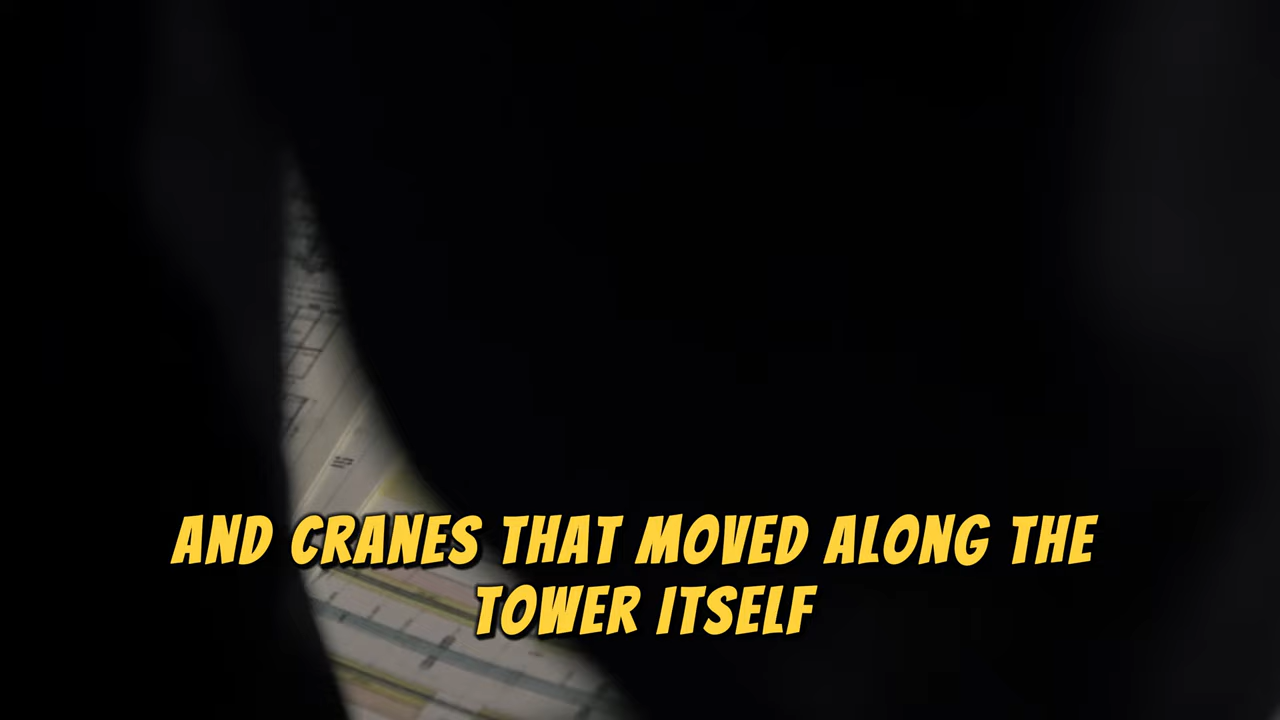 AND CRANES THAT MOVED ALONG THE
TOWER ITSELF